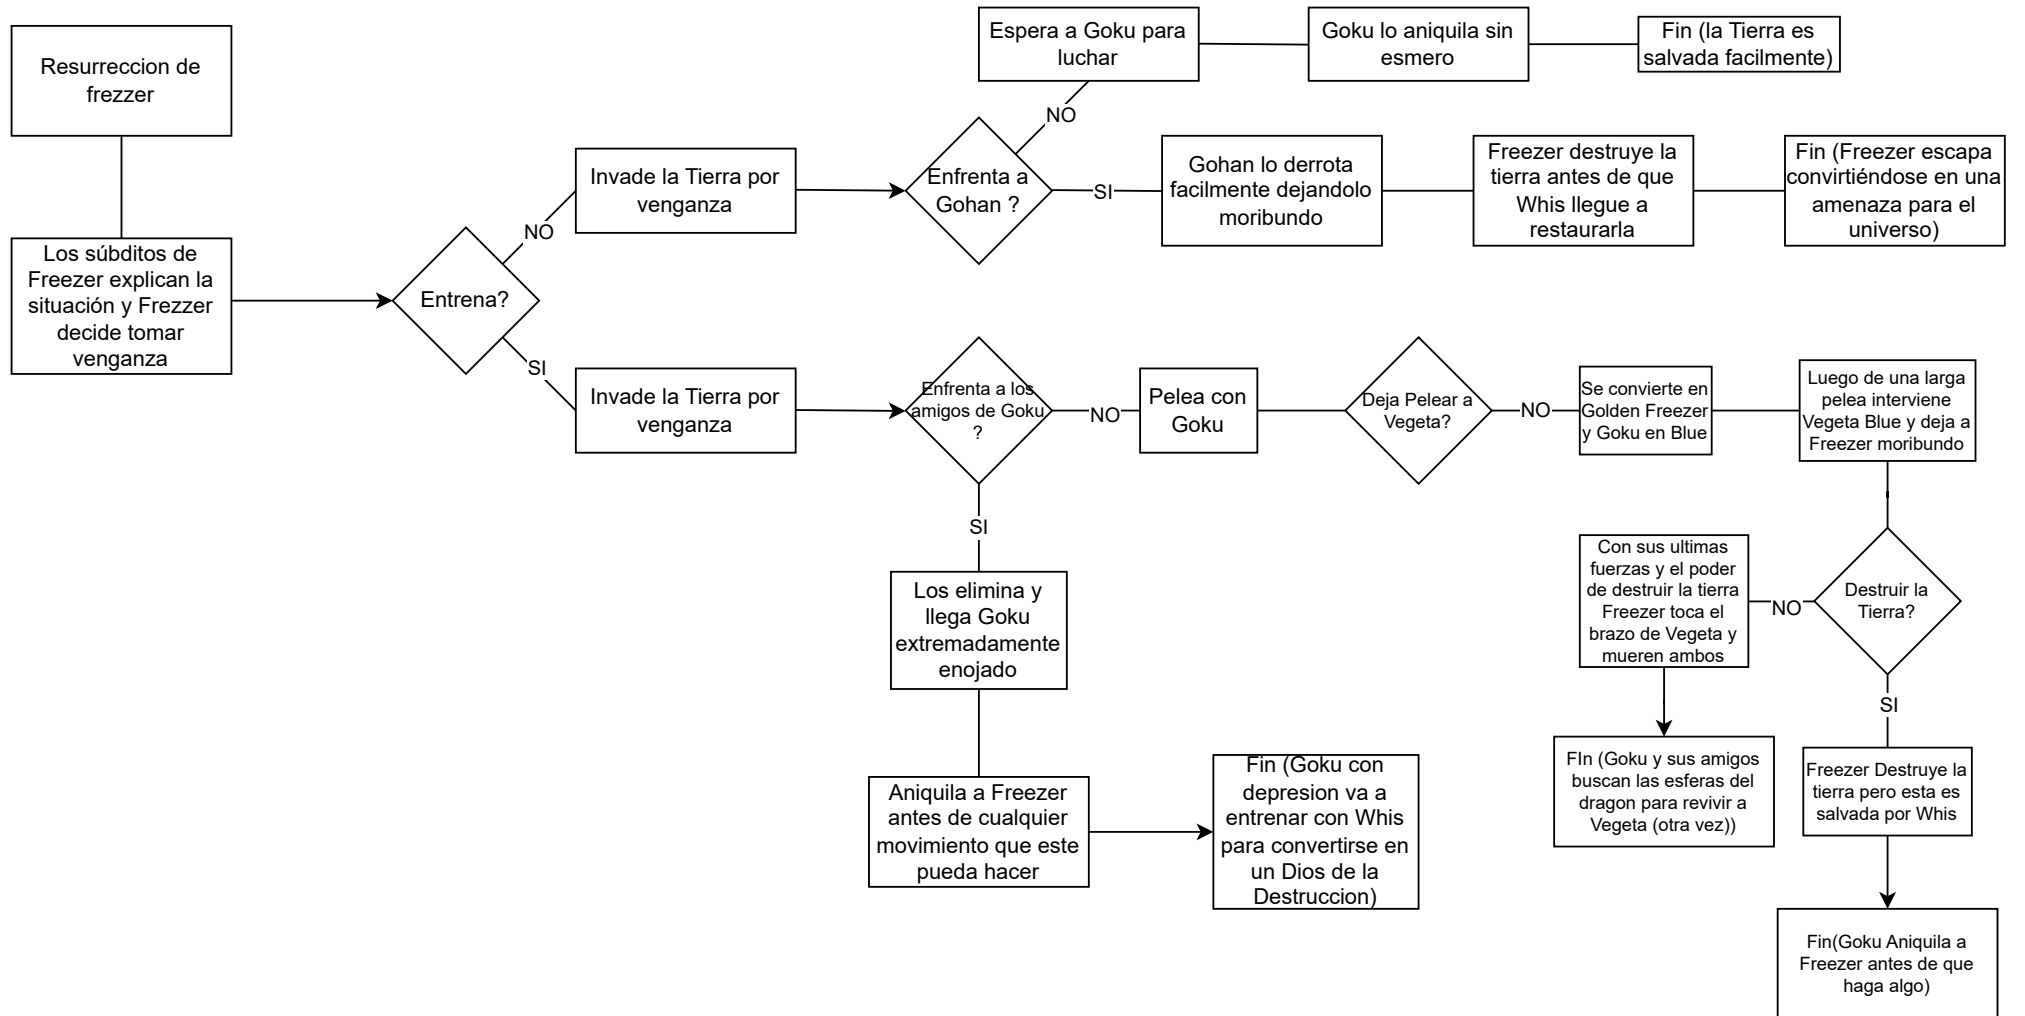 Resurreccion de
frezzer
Los súbditos de
Freezer explican la
situación y Frezzer
decide tomar
venganza
Entrena?
NO
Invade la Tierra por
venganza
Enfrenta a
Gohan ?
NO
Espera a Goku para
luchar
Goku lo aniquila sin
esmero
Fin (la Tierra es
salvada facilmente)
SI
Gohan lo derrota
facilmente dejandolo
moribundo
Freezer destruye la
tierra antes de que
Whis llegue a
restaurarla
Fin (Freezer escapa
convirtiéndose en una
amenaza para el
universo)
SI
Invade la Tierra por
venganza
Enfrenta a los
amigos de Goku
?
NO
Pelea con
Goku
Deja Pelear a
Vegeta?
NO
Se convierte en
Golden Freezer
y Goku en Blue
Luego de una larga
pelea interviene
Vegeta Blue y deja a
Freezer moribundo
Destruir la
Tierra?
NO
Con sus ultimas
fuerzas y el poder
de destruir la tierra
Freezer toca el
brazo de Vegeta y
mueren ambos
FIn (Goku y sus amigos
buscan las esferas del
dragon para revivir a
Vegeta (otra vez))
SI
Freezer Destruye la
tierra pero esta es
salvada por Whis
Fin(Goku Aniquila a
Freezer antes de que
haga algo)
SI
Los elimina y
llega Goku
extremadamente
enojado
Aniquila a Freezer
antes de cualquier
movimiento que este
pueda hacer
Fin (Goku con
depresion va a
entrenar con Whis
para convertirse en
un Dios de la
Destruccion)